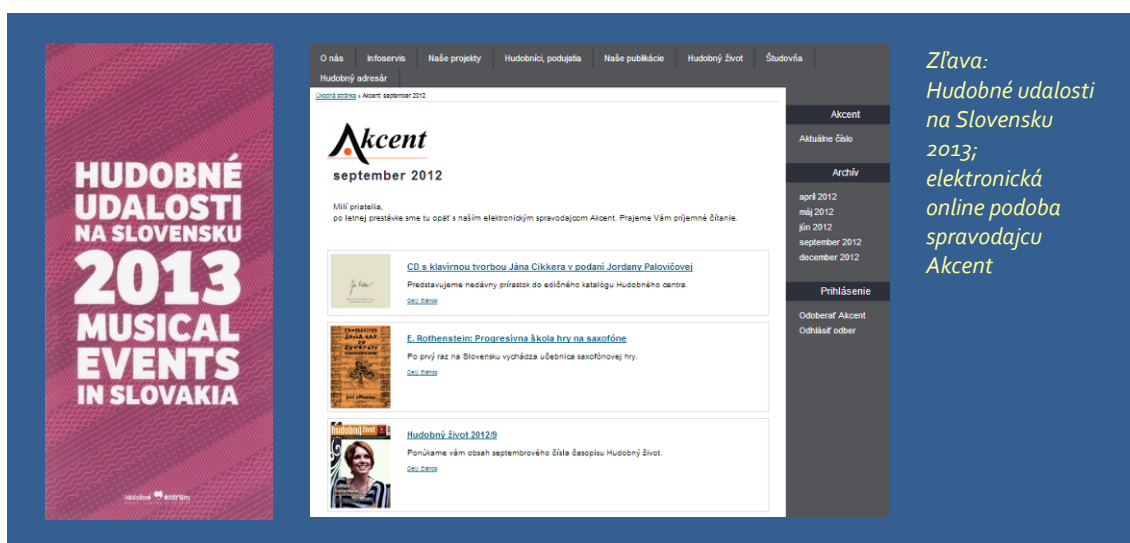 HUDOBNÉ
UDALOSTI
NA SLOVENSKU
2013
MUSICAL
EVENTS
IN SLOVAKIA
hudobné centrum
O nás
Infoservis
Naše projekty
Hudobníci, podujatia
Naše publikácie
Hudobný život
Študovňa
Hudobný adresár
Úvodná stránka » Akcent: september 2012
Akcent
september 2012
Milí priatelia,
po letnej prestávke sme tu opäť s naším elektronickým spravodajcom Akcent. Prajeme Vám príjemné čítanie.
CD s klavírnou tvorbou Jána Cikkera v podaní Jordany Palovičovej
Predstavujeme nedávny prírastok do edičného katalógu Hudobného centra.
Celý článok
E. Rothenstein: Progresívna škola hry na saxofóne
Po prvý raz na Slovensku vychádza učebnica saxofónovej hry.
Celý článok
hudobný život
Hudobný život 2012/9
Ponúkame vám obsah septembrového čísla časopisu Hudobný život.
Celý článok
Akcent
Aktuálne číslo
Archív
apríl 2012
máj 2012
jún 2012
september 2012
december 2012
Prihlásenie
Odoberať Akcent
Odhlásiť odber
Zľava:
Hudobné udalosti
na Slovensku
2013;
elektronická
online podoba
spravodajcu
Akcent